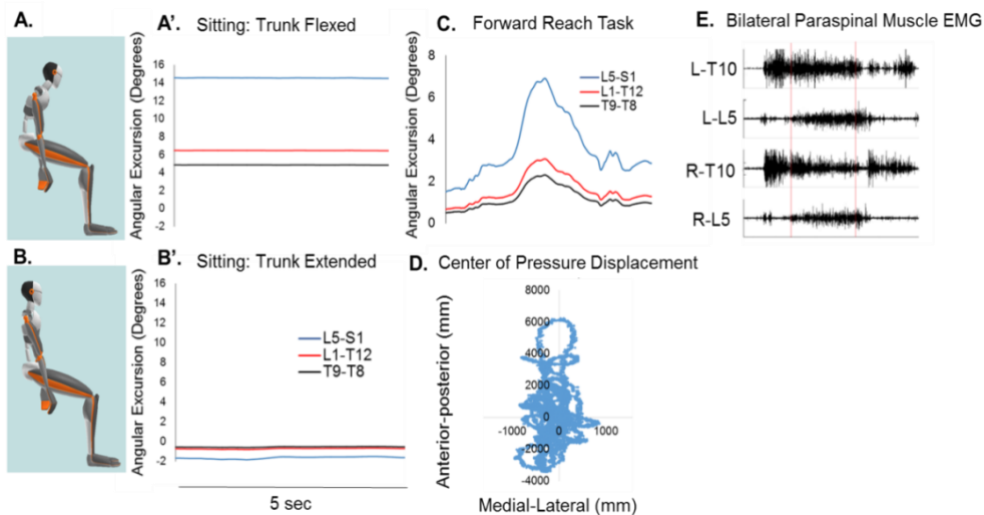 A.
A'. Sitting: Trunk Flexed
Angular Excursion (Degrees)
16
14
12
10
8
6
4
2
0
-2
C. Forward Reach Task
Angular Excursion (Degrees)
8
6
4
2
0
L5-S1
L1-T12
T9-T8
E. Bilateral Paraspinal Muscle EMG
L-T10
L-L5
R-T10
R-L5
B.
B'. Sitting: Trunk Extended
Angular Excursion (Degrees)
16
14
12
10
8
6
4
2
0
-2
L5-S1
L1-T12
T9-T8
5 sec
D. Center of Pressure Displacement
Anterior-posterior (mm)
8000
6000
4000
2000
0
-1000 0 1000
-2000
-4000
Medial-Lateral (mm)